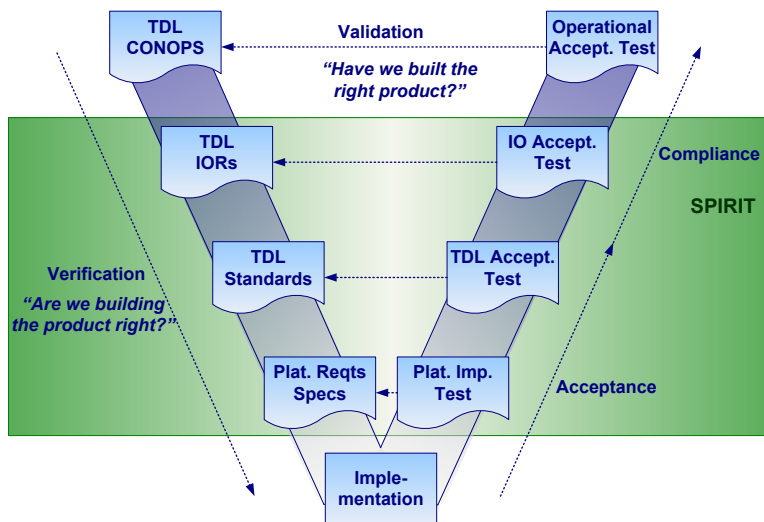 TDL
CONOPS
Validation
Operational
Accept. Test
“Have we built the
right product?”
TDL
IORs
IO Accept.
Test
Compliance
SPIRIT
TDL
Standards
TDL Accept.
Test
Verification
“Are we building
the product right?”
Plat. Reqts
Specs
Plat. Imp.
Test
Acceptance
Imple-
mentation